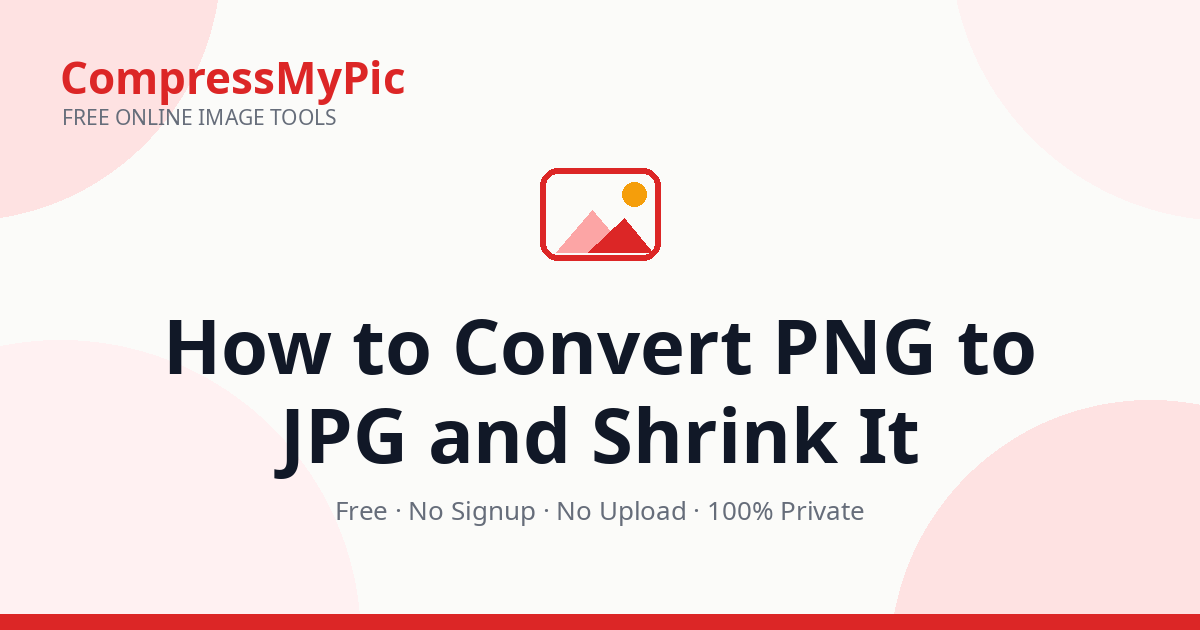 CompressMyPic
FREE ONLINE IMAGE TOOLS
How to Convert PNG to
JPG and Shrink It
Free · No Signup · No Upload · 100% Private